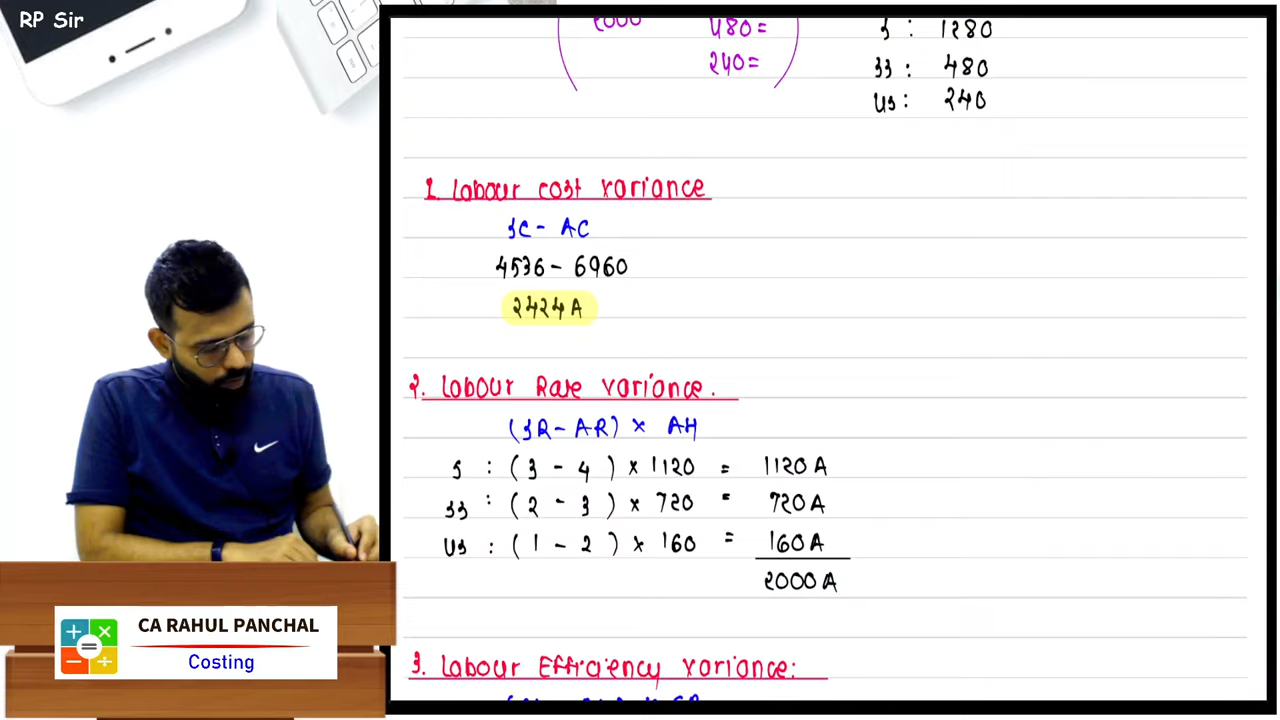 RP Sir
2000 480=
240=
S : 1280
SS : 480
US : 240
1. Labour cost variance
SC - AC
4536 - 6960
2424 A
2. Labour Rate variance.
(SR - AR) × AH
S : (3 - 4) × 1120 = 1120 A
SS : (2 - 3) × 720 = 720 A
US : (1 - 2) × 160 = 160 A
2000 A
3. Labour Efficiency variance:
CA RAHUL PANCHAL
Costing